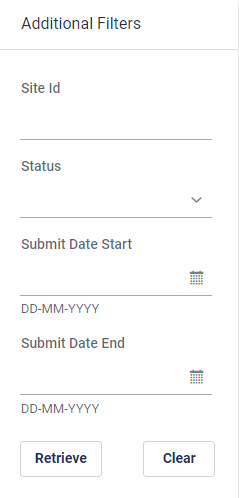 Additional Filters
Site Id
Status
Submit Date Start
DD-MM-YYYY
Submit Date End
DD-MM-YYYY
Retrieve Clear